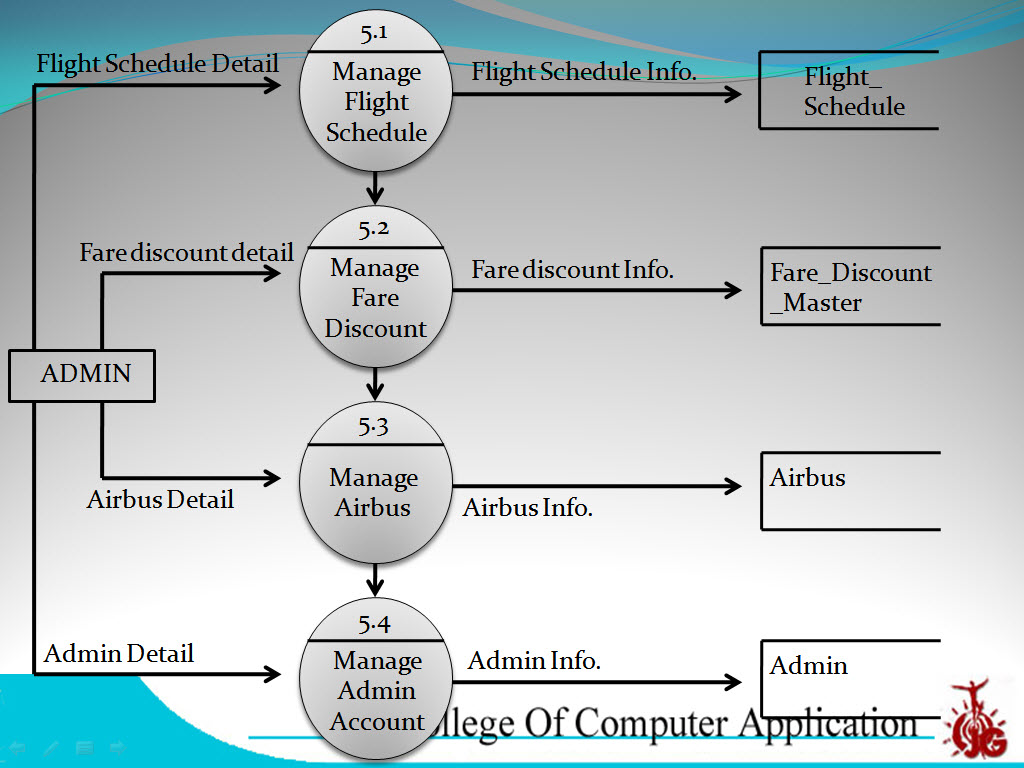 5.1
Flight Schedule Detail
Manage
Flight
Schedule
Flight Schedule Info.
Flight_
Schedule
5.2
Fare discount detail
Manage
Fare
Discount
Fare discount Info.
Fare_Discount
_Master
ADMIN
5.3
Airbus Detail
Manage
Airbus
Airbus Info.
Airbus
5.4
Admin Detail
Manage
Admin
Account
Admin Info.
Admin
Of Computer Application